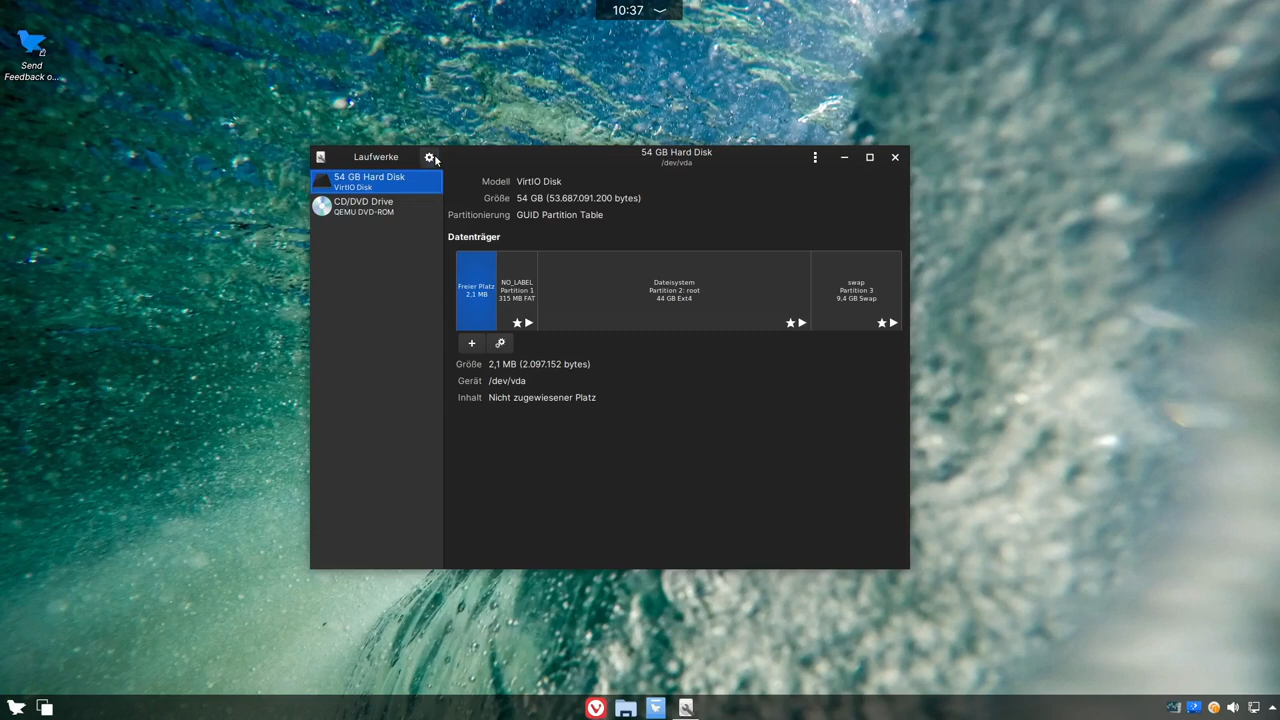 10:37
Send
Feedback o...
Laufwerke
54 GB Hard Disk
/dev/vda
54 GB Hard Disk
VirtIO Disk
CD/DVD Drive
QEMU DVD-ROM
Modell VirtIO Disk
Größe 54 GB (53.687.091.200 bytes)
Partitionierung GUID Partition Table
Datenträger
Freier Platz
2,1 MB
NO_LABEL
Partition 1
315 MB FAT
Dateisystem
Partition 2: root
44 GB Ext4
swap
Partition 3
9,4 GB Swap
Größe 2,1 MB (2.097.152 bytes)
Gerät /dev/vda
Inhalt Nicht zugewiesener Platz